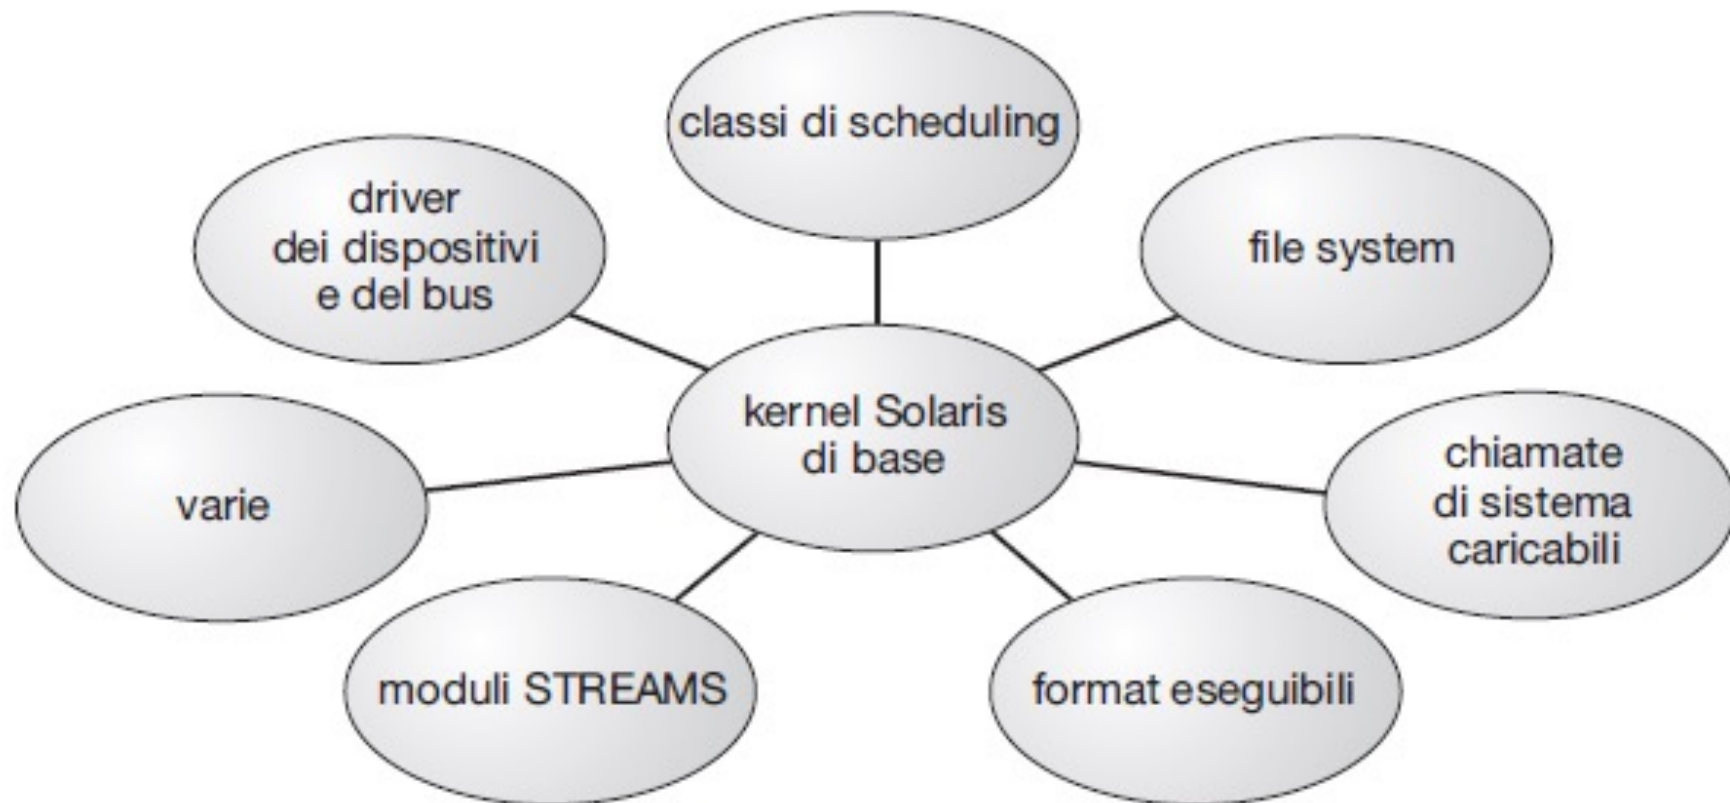 classi di scheduling
driver
dei dispositivi
e del bus
file system
kernel Solaris
di base
chiamate
di sistema
caricabili
varie
moduli STREAMS
format eseguibili